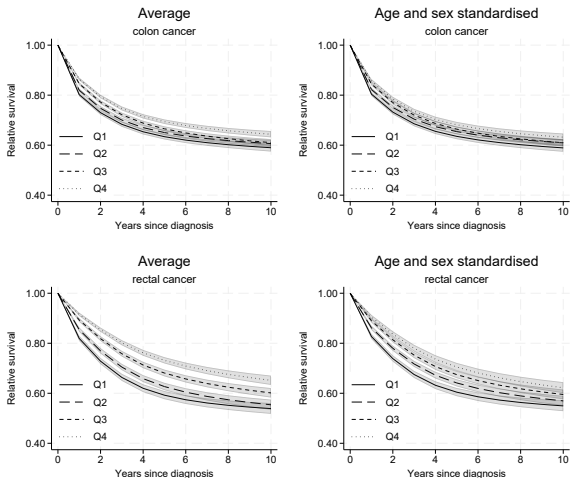 Average
colon cancer
Relative survival
1.00
0.80
0.60
0.40
Q1
Q2
Q3
Q4
0 2 4 6 8 10
Years since diagnosis
Age and sex standardised
colon cancer
Relative survival
1.00
0.80
0.60
0.40
Q1
Q2
Q3
Q4
0 2 4 6 8 10
Years since diagnosis
Average
rectal cancer
Relative survival
1.00
0.80
0.60
0.40
Q1
Q2
Q3
Q4
0 2 4 6 8 10
Years since diagnosis
Age and sex standardised
rectal cancer
Relative survival
1.00
0.80
0.60
0.40
Q1
Q2
Q3
Q4
0 2 4 6 8 10
Years since diagnosis